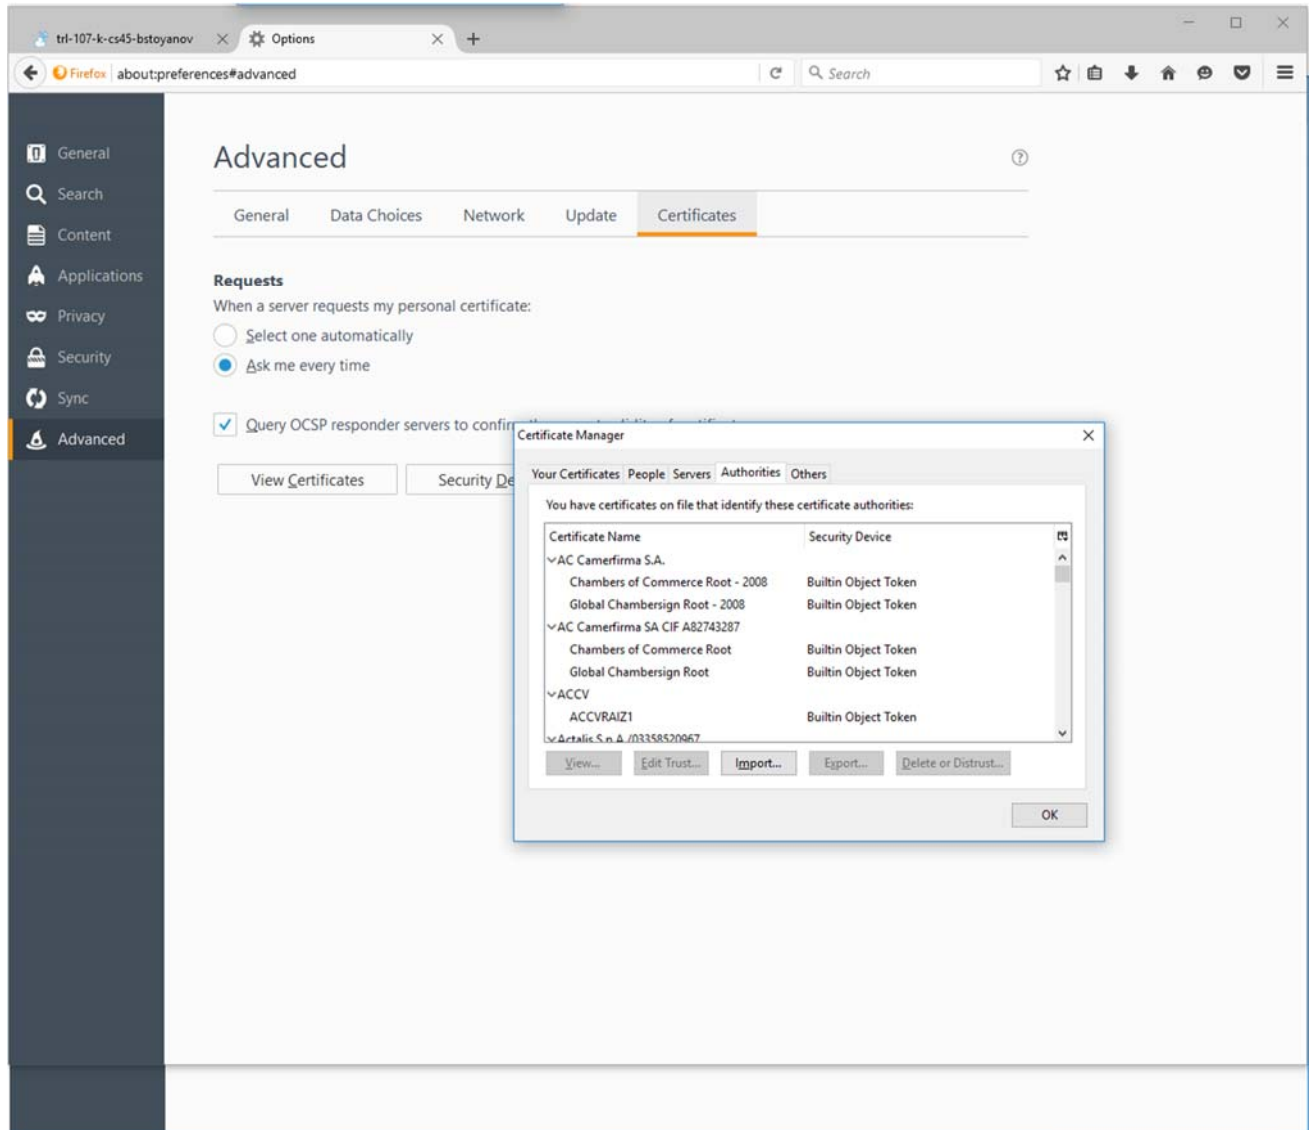 trl-107-k-cs45-bstoyanov
Options
Firefox about:preferences#advanced
Search
General
Search
Content
Applications
Privacy
Security
Sync
Advanced
Advanced
General Data Choices Network Update Certificates
Requests
When a server requests my personal certificate:
Select one automatically
Ask me every time
Query OCSP responder servers to confirm
View Certificates
Security De
Certificate Manager
Your Certificates People Servers Authorities Others
You have certificates on file that identify these certificate authorities:
Certificate Name Security Device
AC Camerfirma S.A.
Chambers of Commerce Root - 2008 Builtin Object Token
Global Chambersign Root - 2008 Builtin Object Token
AC Camerfirma SA CIF A82743287
Chambers of Commerce Root Builtin Object Token
Global Chambersign Root Builtin Object Token
ACCV
ACCVRAIZ1 Builtin Object Token
Actalis S.p.A./03358520967
View... Edit Trust... Import... Export... Delete or Distrust...
OK